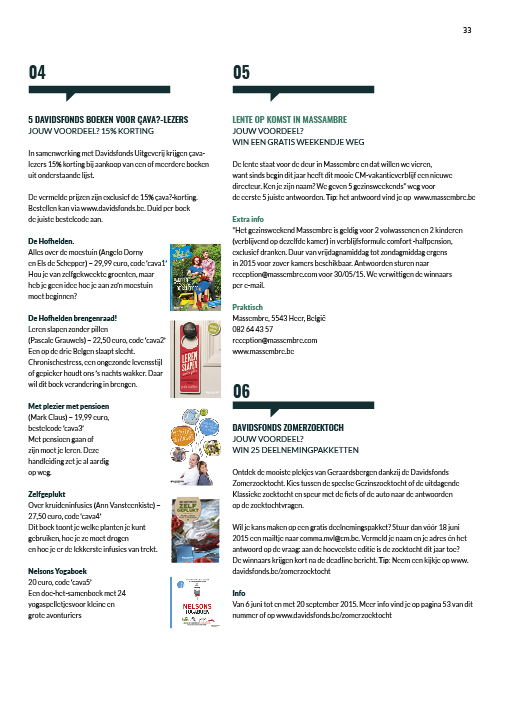 33
04
5 DAVIDSFONDS BOEKEN VOOR ÇAVA?-LEZERS
JOUW VOORDEEL? 15% KORTING
In samenwerking met Davidsfonds Uitgeverij krijgen çava-
lezers 15% korting bij aankoop van een of meerdere boeken
uit onderstaande lijst.
De vermelde prijzen zijn exclusief de 15% çava?-korting.
Bestellen kan via www.davidsfonds.be. Duid per boek
de juiste bestelcode aan.
De Hofhelden.
Alles over de moestuin (Angelo Dorny
en Els de Schepper) – 29,99 euro, code 'cava1'
Hou je van zelfgekweekte groenten, maar
heb je geen idee hoe je aan zo'n moestuin
moet beginnen?
De Hofhelden brengenraad!
Leren slapen zonder pillen
(Pascale Grauwels) – 22,50 euro, code 'cava2'
Een op de drie Belgen slaapt slecht.
Chronischestress, een ongezonde levensstijl
of gepieker houdt ons 's nachts wakker. Daar
wil dit boek verandering in brengen.
LEREN
SLAPEN
Met plezier met pensioen
(Mark Claus) – 19,99 euro,
bestelcode 'cava3'
Met pensioen gaan of
zijn moet je leren. Deze
handleiding zet je al aardig
op weg.
Zelfgeplukt
Over kruideninfusies (Ann Vansteenkiste) –
27,50 euro, code 'cava4'
Dit boek toont je welke planten je kunt
gebruiken, hoe je ze moet drogen
en hoe je er de lekkerste infusies van trekt.
ZELF
GEPLUKT
Nelsons Yogaboek
20 euro, code 'cava5'
Een doe-het-samenboek met 24
yogaspelletjesvoor kleine en
grote avonturiers
NELSONS
YOGABOEK
05
LENTE OP KOMST IN MASSAMBRE
JOUW VOORDEEL?
WIN EEN GRATIS WEEKENDJE WEG
De lente staat voor de deur in Massembre en dat willen we vieren,
want sinds begin dit jaar heeft dit mooie CM-vakantieverblijf een nieuwe
directeur. Ken je zijn naam? We geven 5 gezinsweekends* weg voor
de eerste 5 juiste antwoorden. Tip: het antwoord vind je op www.massembre.be
Extra info
*Het gezinsweekend Massembre is geldig voor 2 volwassenen en 2 kinderen
(verblijvend op dezelfde kamer) in verblijfsformule comfort -halfpension,
exclusief dranken. Duur van vrijdagnamiddag tot zondagmiddag ergens
in 2015 voor zover kamers beschikbaar. Antwoorden sturen naar
reception@massembre.com voor 30/05/15. We verwittigen de winnaars
per e-mail.
Praktisch
Massembre, 5543 Heer, België
082 64 43 57
reception@massembre.com
www.massembre.be
06
DAVIDSFONDS ZOMERZOEKTOCH
JOUW VOORDEEL?
WIN 25 DEELNEMINGPAKKETTEN
Ontdek de mooiste plekjes van Geraardsbergen dankzij de Davidsfonds
Zomerzoektocht. Kies tussen de speelse Gezinszoektocht of de uitdagende
Klassieke zoektocht en speur met de fiets of de auto naar de antwoorden
op de zoektochtvragen.
Wil je kans maken op een gratis deelnemingspakket? Stuur dan vóór 18 juni
2015 een mailtje naar comma.mvl@cm.be. Vermeld je naam en je adres én het
antwoord op de vraag: aan de hoeveelste editie is de zoektocht dit jaar toe?
De winnaars krijgen kort na de deadline bericht. Tip: Neem een kijkje op www.
davidsfonds.be/zomerzoektocht
Info
Van 6 juni tot en met 20 september 2015. Meer info vind je op pagina 53 van dit
nummer of op www.davidsfonds.be/zomerzoektocht